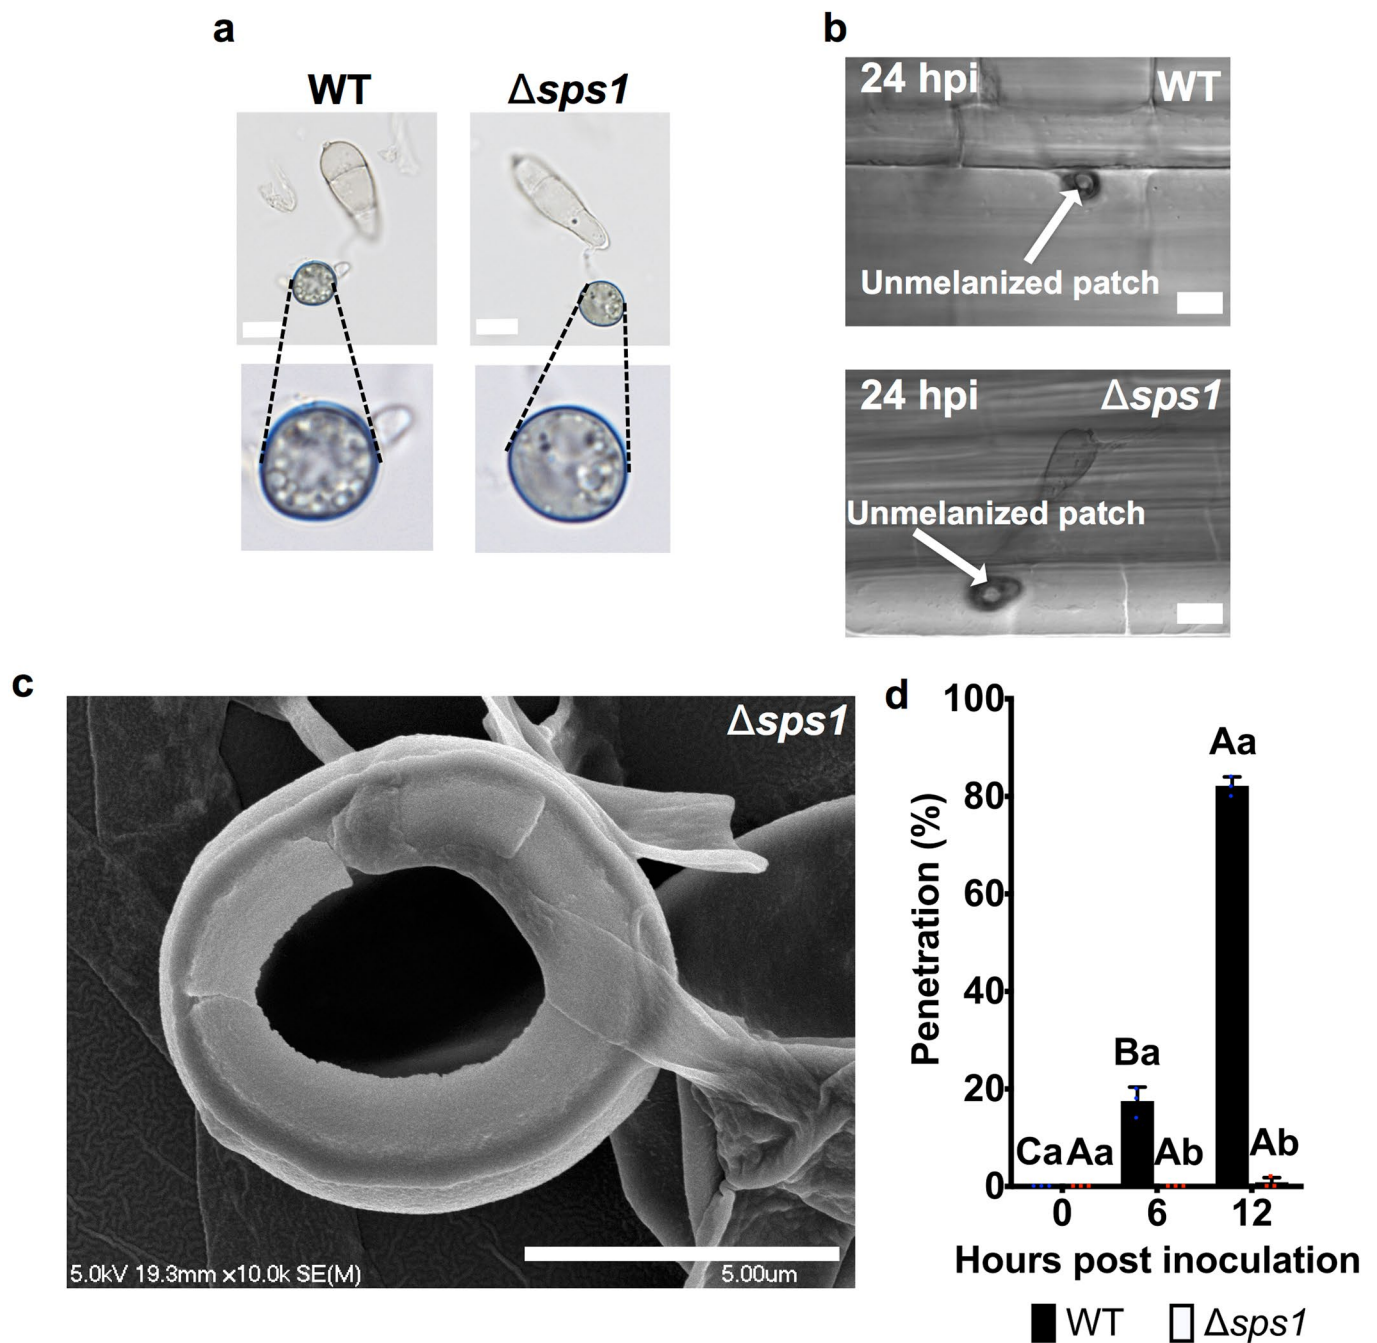 a
WT
Δsps1
b
24 hpi
WT
Unmelanized patch
24 hpi
Δsps1
Unmelanized patch
c
Δsps1
5.0kV 19.3mm x10.0k SE(M)
5.00um
d
Penetration (%)
100
80
60
40
20
0
Ca
Aa
Ba
Ab
Aa
Ab
0
6
12
Hours post inoculation
WT
Δsps1